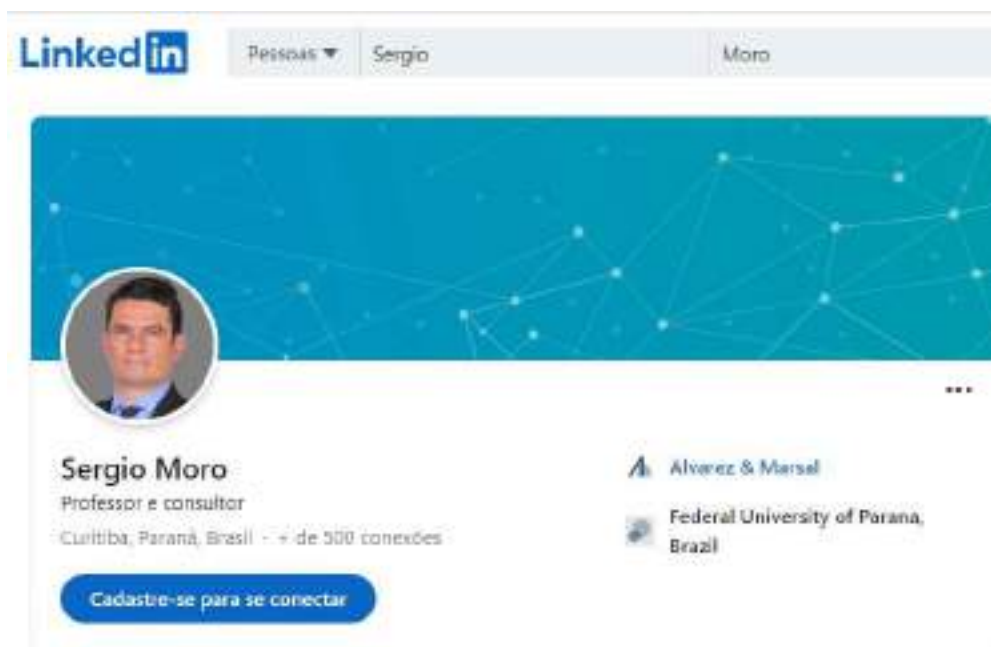 Linkedin
Pessoas Sergio Moro
Sergio Moro
Professor e consultor
Curitiba, Paraná, Brasil · + de 500 conexões
Cadastre-se para se conectar
Alvarez & Marsal
Federal University of Parana,
Brazil